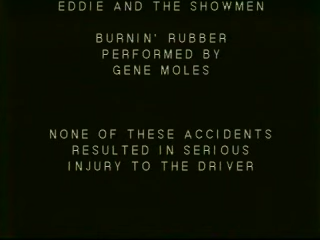 EDDIE AND THE SHOWMEN
BURNIN' RUBBER
PERFORMED BY
GENE MOLES
NONE OF THESE ACCIDENTS
RESULTED IN SERIOUS
INJURY TO THE DRIVER